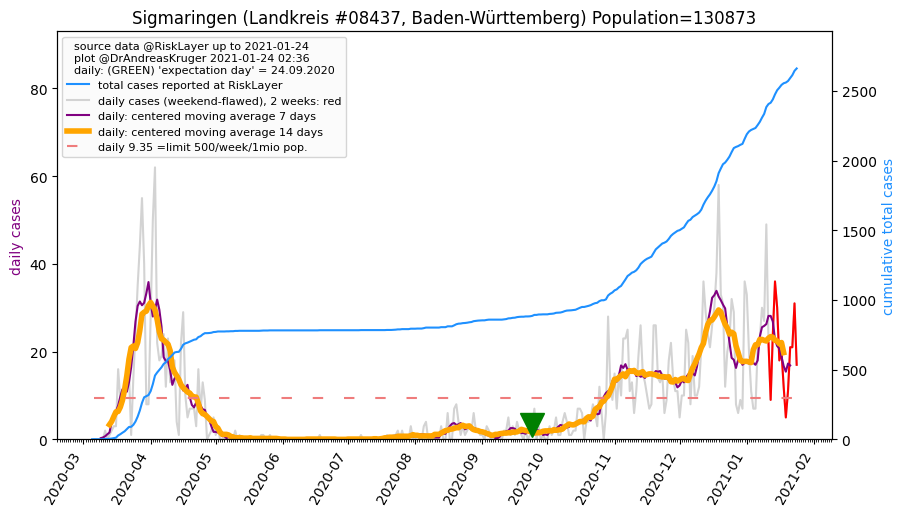 Sigmaringen (Landkreis #08437, Baden-Württemberg) Population=130873
source data @RiskLayer up to 2021-01-24
plot @DrAndreasKruger 2021-01-24 02:36
daily: (GREEN) 'expectation day' = 24.09.2020
total cases reported at RiskLayer
daily cases (weekend-flawed), 2 weeks: red
daily: centered moving average 7 days
daily: centered moving average 14 days
daily 9.35 =limit 500/week/1mio pop.
daily cases
80
60
40
20
0
cumulative total cases
2500
2000
1500
1000
500
0
2020-03
2020-04
2020-05
2020-06
2020-07
2020-08
2020-09
2020-10
2020-11
2020-12
2021-01
2021-02